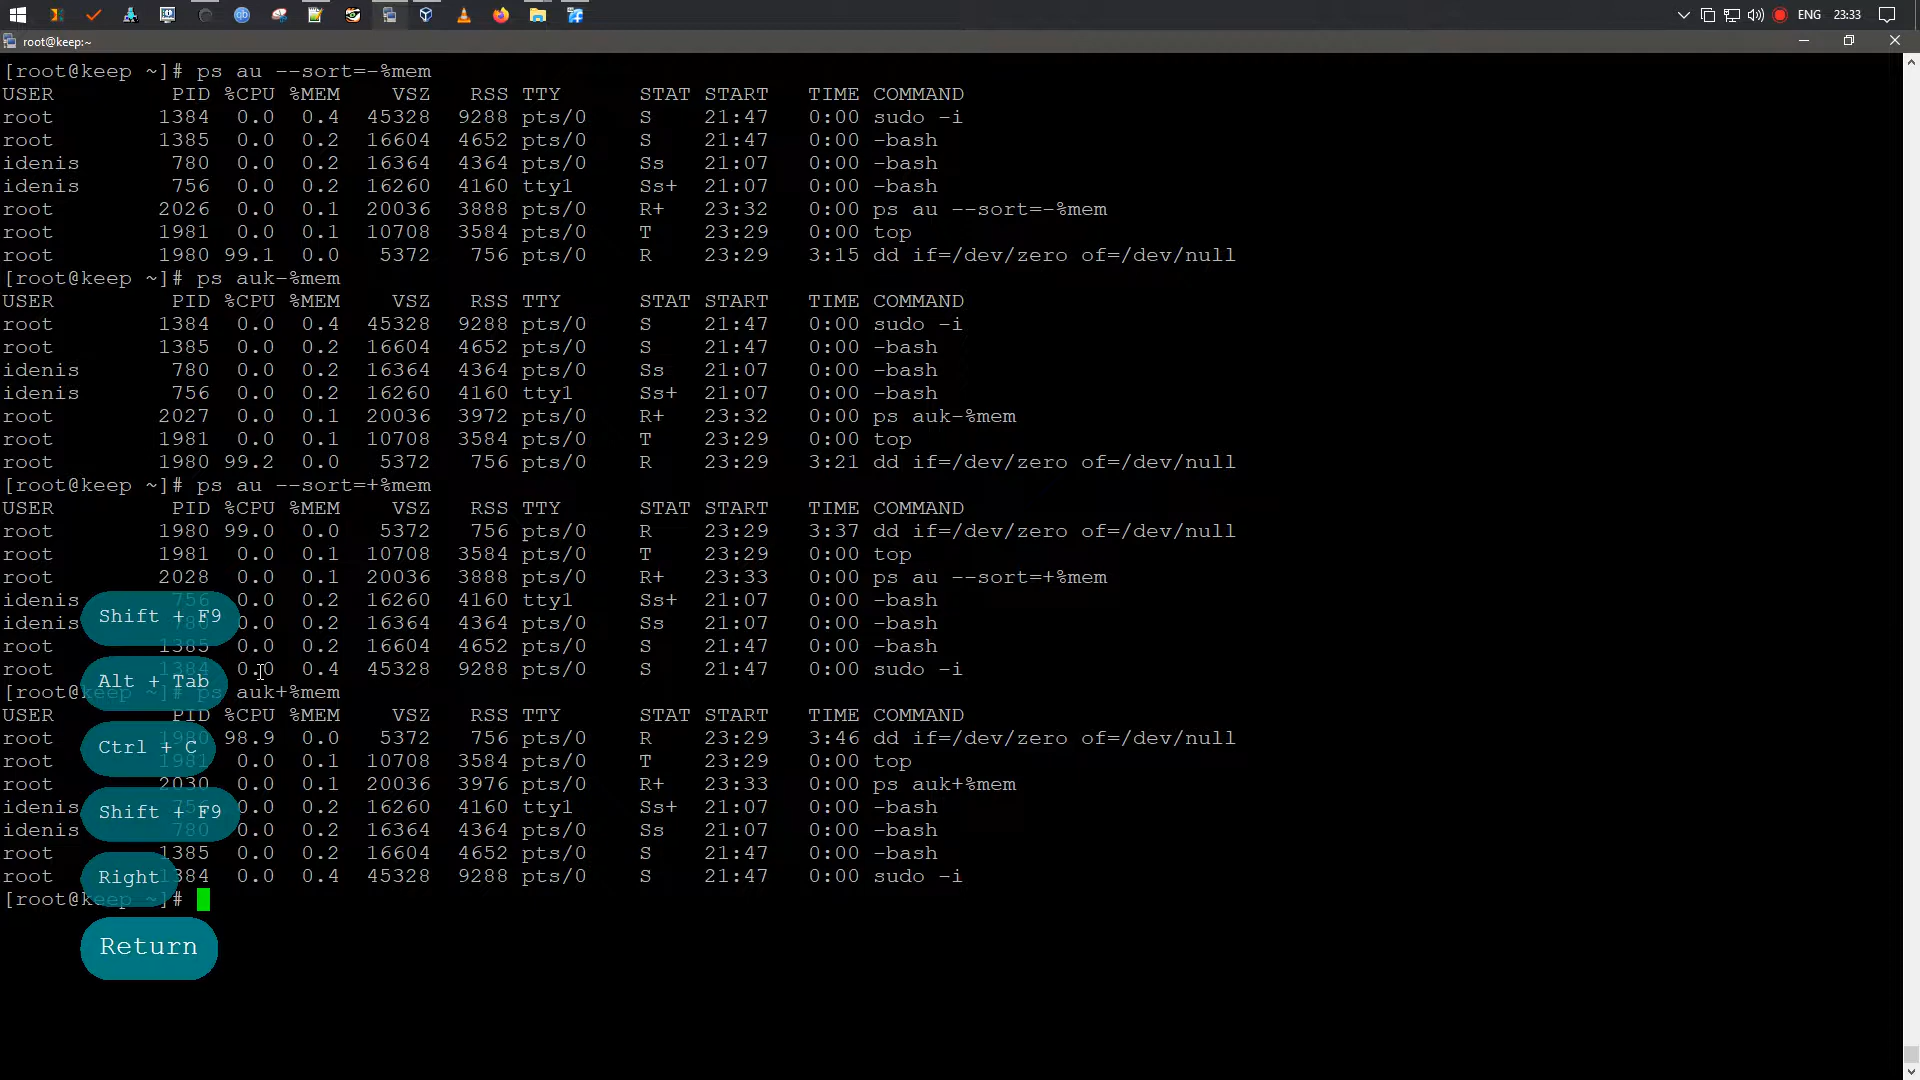 ENG 23:33
root@keep:~
[root@keep ~]# ps au --sort=-%mem
USER PID %CPU %MEM VSZ RSS TTY STAT START TIME COMMAND
root 1384 0.0 0.4 45328 9288 pts/0 S 21:47 0:00 sudo -i
root 1385 0.0 0.2 16604 4652 pts/0 S 21:47 0:00 -bash
idenis 780 0.0 0.2 16364 4364 pts/0 Ss 21:07 0:00 -bash
idenis 756 0.0 0.2 16260 4160 tty1 Ss+ 21:07 0:00 -bash
root 2026 0.0 0.1 20036 3888 pts/0 R+ 23:32 0:00 ps au --sort=-%mem
root 1981 0.0 0.1 10708 3584 pts/0 T 23:29 0:00 top
root 1980 99.1 0.0 5372 756 pts/0 R 23:29 3:15 dd if=/dev/zero of=/dev/null
[root@keep ~]# ps auk-%mem
USER PID %CPU %MEM VSZ RSS TTY STAT START TIME COMMAND
root 1384 0.0 0.4 45328 9288 pts/0 S 21:47 0:00 sudo -i
root 1385 0.0 0.2 16604 4652 pts/0 S 21:47 0:00 -bash
idenis 780 0.0 0.2 16364 4364 pts/0 Ss 21:07 0:00 -bash
idenis 756 0.0 0.2 16260 4160 tty1 Ss+ 21:07 0:00 -bash
root 2027 0.0 0.1 20036 3972 pts/0 R+ 23:32 0:00 ps auk-%mem
root 1981 0.0 0.1 10708 3584 pts/0 T 23:29 0:00 top
root 1980 99.2 0.0 5372 756 pts/0 R 23:29 3:21 dd if=/dev/zero of=/dev/null
[root@keep ~]# ps au --sort=+%mem
USER PID %CPU %MEM VSZ RSS TTY STAT START TIME COMMAND
root 1980 99.0 0.0 5372 756 pts/0 R 23:29 3:37 dd if=/dev/zero of=/dev/null
root 1981 0.0 0.1 10708 3584 pts/0 T 23:29 0:00 top
root 2028 0.0 0.1 20036 3888 pts/0 R+ 23:33 0:00 ps au --sort=+%mem
idenis 756 0.0 0.2 16260 4160 tty1 Ss+ 21:07 0:00 -bash
Shift + F9
idenis 780 0.0 0.2 16364 4364 pts/0 Ss 21:07 0:00 -bash
root 1385 0.0 0.2 16604 4652 pts/0 S 21:47 0:00 -bash
root 1384 0.0 0.4 45328 9288 pts/0 S 21:47 0:00 sudo -i
Alt + Tab
[root@keep ~]# ps auk+%mem
USER PID %CPU %MEM VSZ RSS TTY STAT START TIME COMMAND
root 1980 98.9 0.0 5372 756 pts/0 R 23:29 3:46 dd if=/dev/zero of=/dev/null
Ctrl + C
root 1981 0.0 0.1 10708 3584 pts/0 T 23:29 0:00 top
root 2030 0.0 0.1 20036 3976 pts/0 R+ 23:33 0:00 ps auk+%mem
idenis 756 0.0 0.2 16260 4160 tty1 Ss+ 21:07 0:00 -bash
Shift + F9
idenis 780 0.0 0.2 16364 4364 pts/0 Ss 21:07 0:00 -bash
root 1385 0.0 0.2 16604 4652 pts/0 S 21:47 0:00 -bash
root 1384 0.0 0.4 45328 9288 pts/0 S 21:47 0:00 sudo -i
Right
[root@keep ~]#
Return